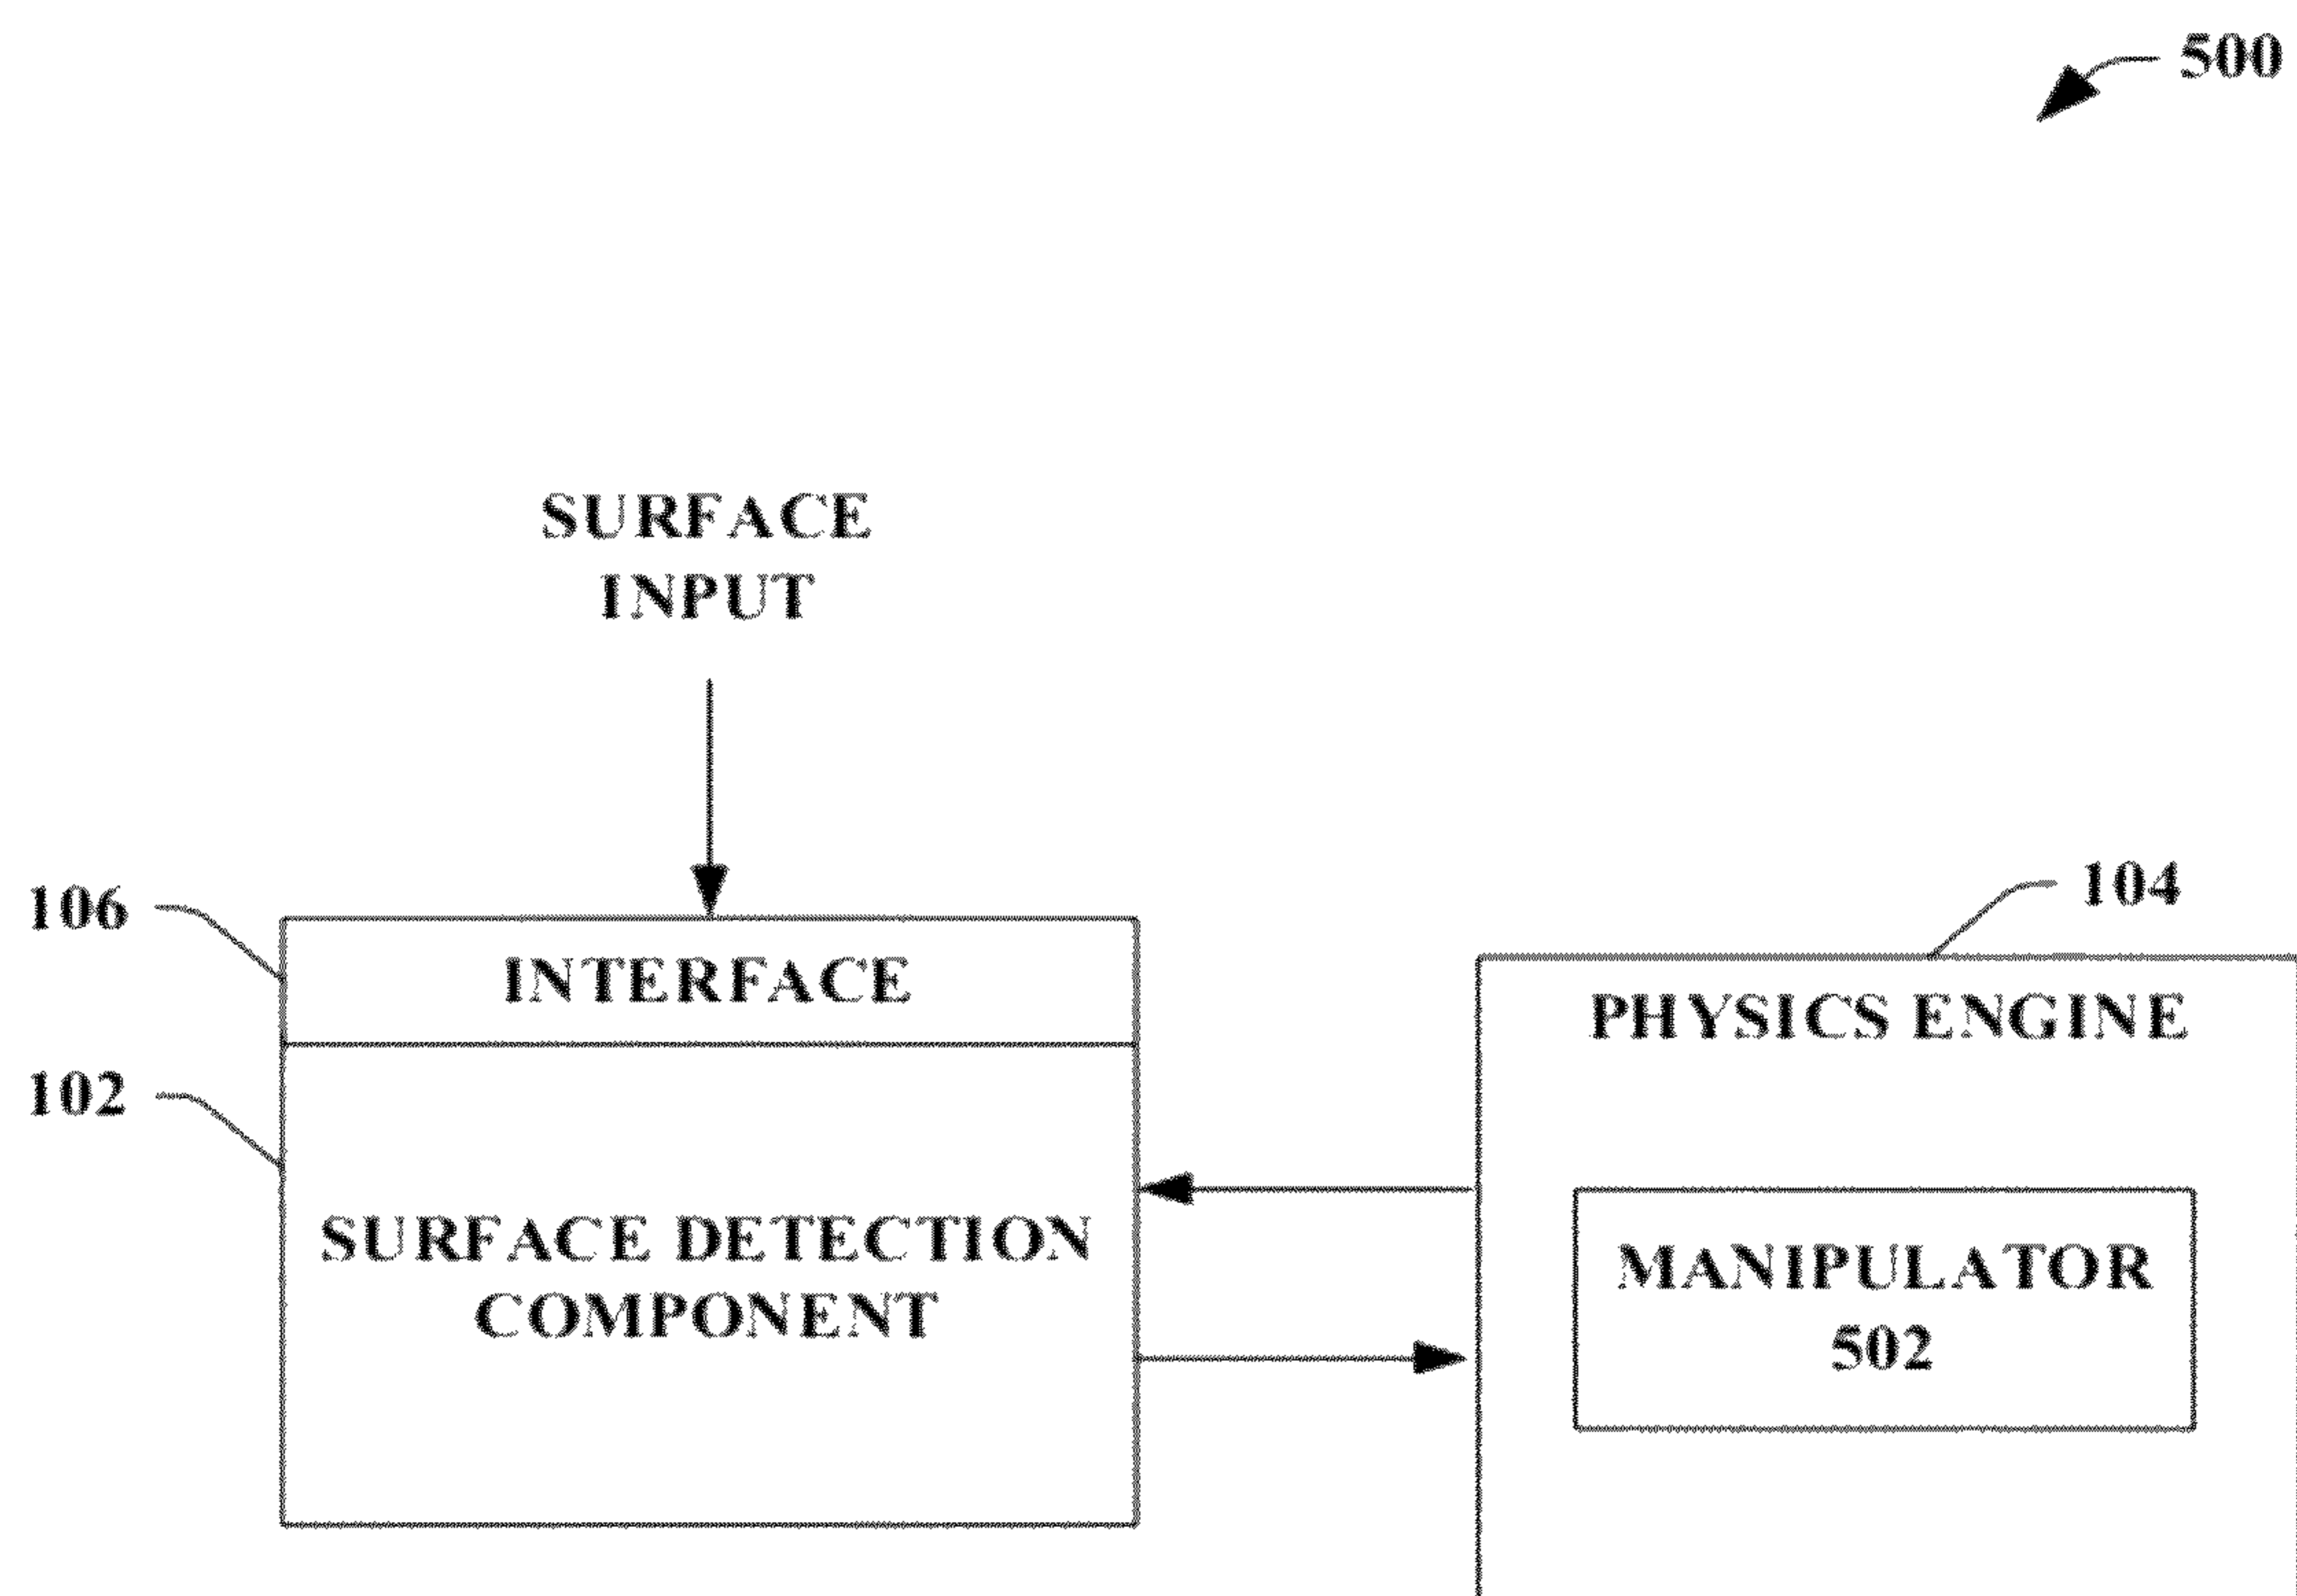 500
SURFACE
INPUT
106
INTERFACE
104
PHYSICS ENGINE
102
SURFACE DETECTION
COMPONENT
MANIPULATOR
502